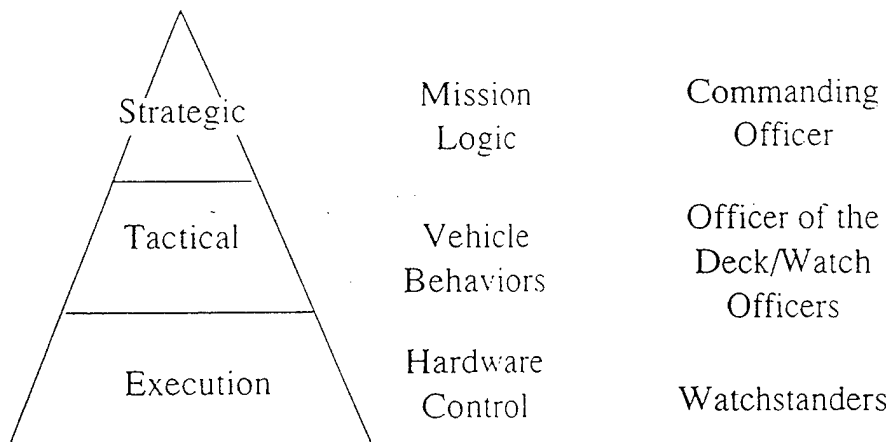 Strategic
Mission
Logic
Commanding
Officer
Tactical
Vehicle
Behaviors
Officer of the
Deck/Watch
Officers
Execution
Hardware
Control
Watchstanders